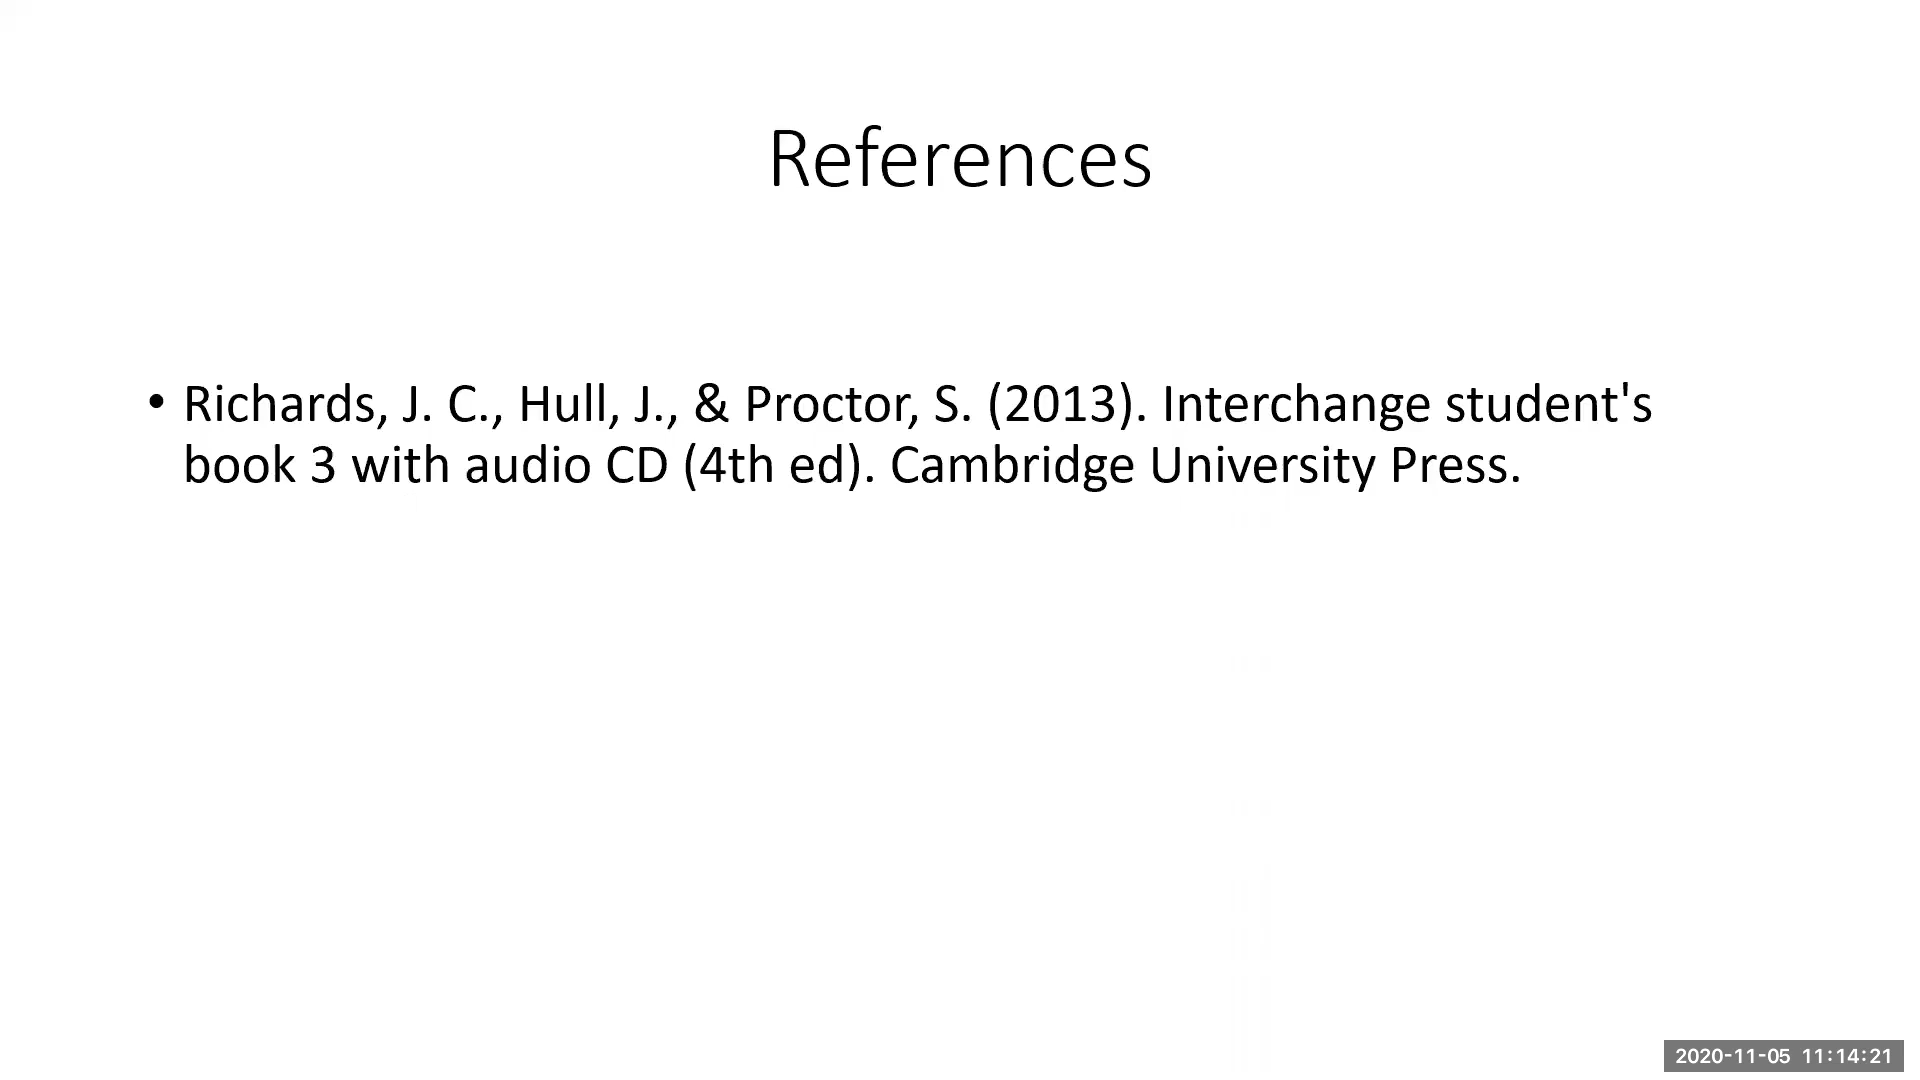 References
• Richards, J. C., Hull, J., & Proctor, S. (2013). Interchange student's
book 3 with audio CD (4th ed). Cambridge University Press.
2020-11-05 11:14:21